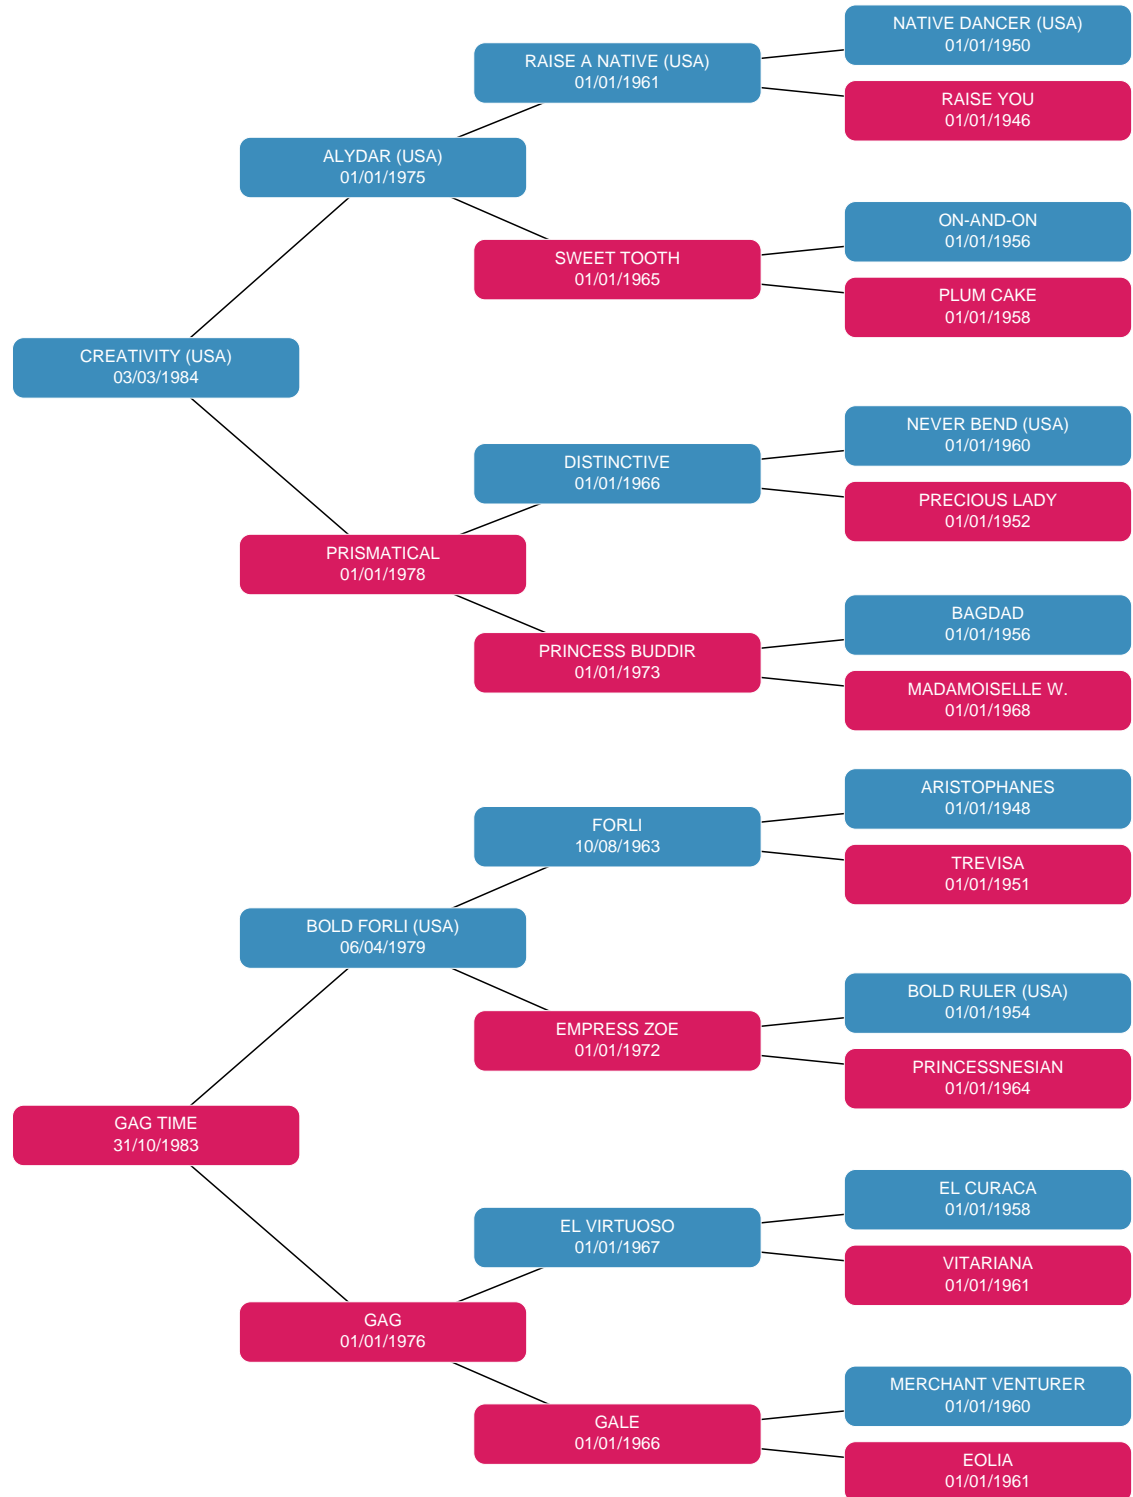 NATIVE DANCER (USA)
01/01/1950
RAISE A NATIVE (USA)
01/01/1961
RAISE YOU
01/01/1946
ALYDAR (USA)
01/01/1975
ON-AND-ON
01/01/1956
SWEET TOOTH
01/01/1965
PLUM CAKE
01/01/1958
CREATIVITY (USA)
03/03/1984
NEVER BEND (USA)
01/01/1960
DISTINCTIVE
01/01/1966
PRECIOUS LADY
01/01/1952
PRISMATICAL
01/01/1978
BAGDAD
01/01/1956
PRINCESS BUDDIR
01/01/1973
MADAMOISELLE W.
01/01/1968
ARISTOPHANES
01/01/1948
FORLI
10/08/1963
TREVISA
01/01/1951
BOLD FORLI (USA)
06/04/1979
BOLD RULER (USA)
01/01/1954
EMPRESS ZOE
01/01/1972
PRINCESSNESIAN
01/01/1964
GAG TIME
31/10/1983
EL CURACA
01/01/1958
EL VIRTUOSO
01/01/1967
VITARIANA
01/01/1961
GAG
01/01/1976
MERCHANT VENTURER
01/01/1960
GALE
01/01/1966
EOLIA
01/01/1961